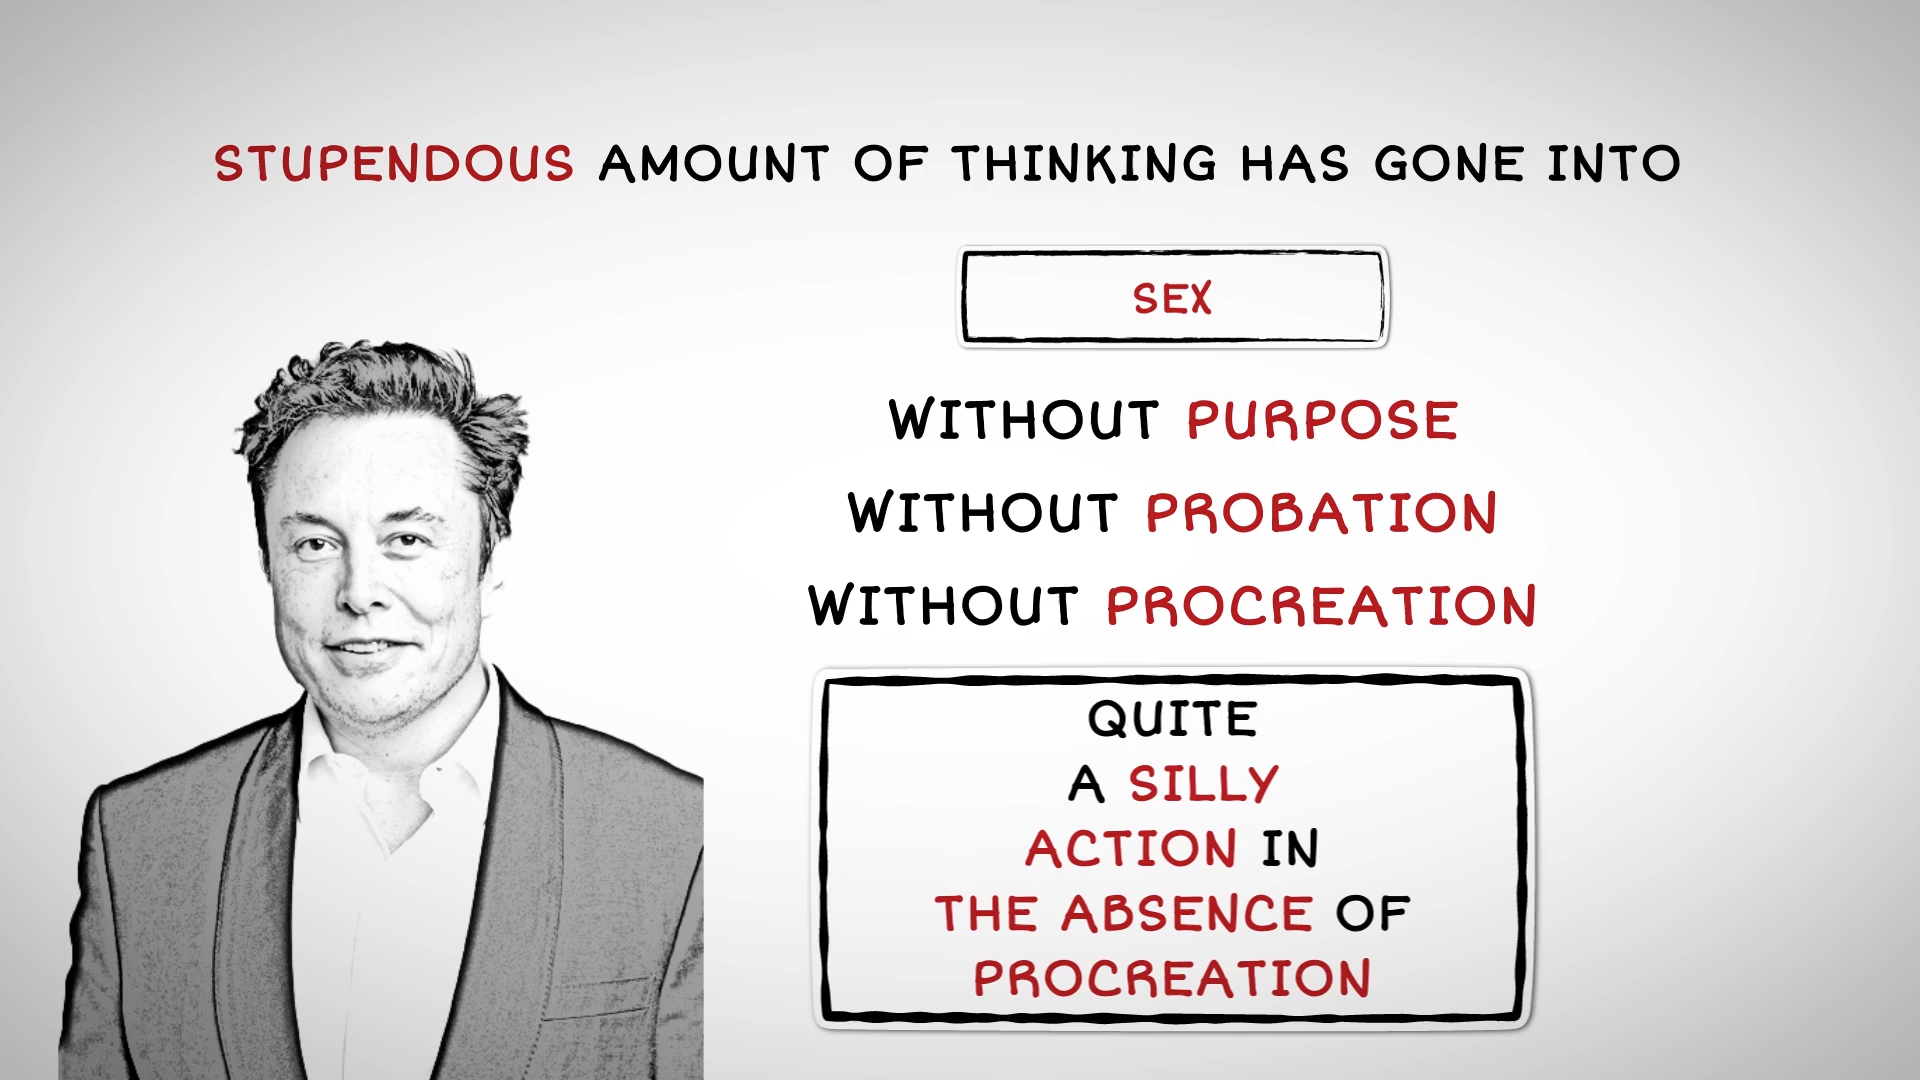 STUPENDOUS AMOUNT OF THINKING HAS GONE INTO
SEX
WITHOUT PURPOSE
WITHOUT PROBATION
WITHOUT PROCREATION
QUITE
A SILLY
ACTION IN
THE ABSENCE OF
PROCREATION